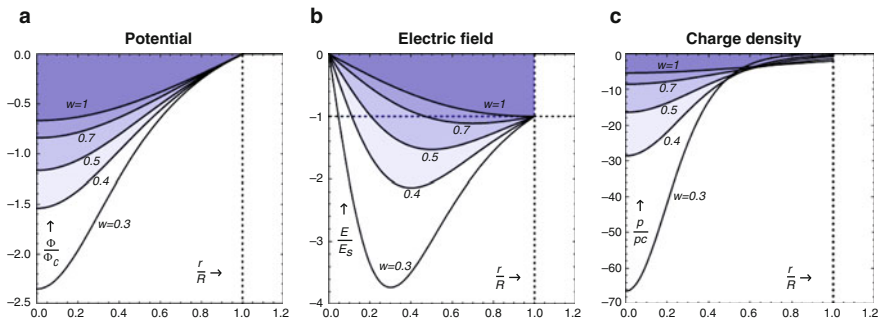 a
Potential
0.0
−0.5
−1.0
−1.5
−2.0
−2.5
w=1
0.7
0.5
0.4
w=0.3
↑
Φ
Φc
r
R →
0.0 0.2 0.4 0.6 0.8 1.0 1.2
b
Electric field
0
−1
−2
−3
−4
w=1
0.7
0.5
0.4
w=0.3
↑
E
Es
r
R →
0.0 0.2 0.4 0.6 0.8 1.0 1.2
c
Charge density
0
−10
−20
−30
−40
−50
−60
−70
w=1
0.7
0.5
0.4
w=0.3
↑
p
pc
r
R →
0.0 0.2 0.4 0.6 0.8 1.0 1.2